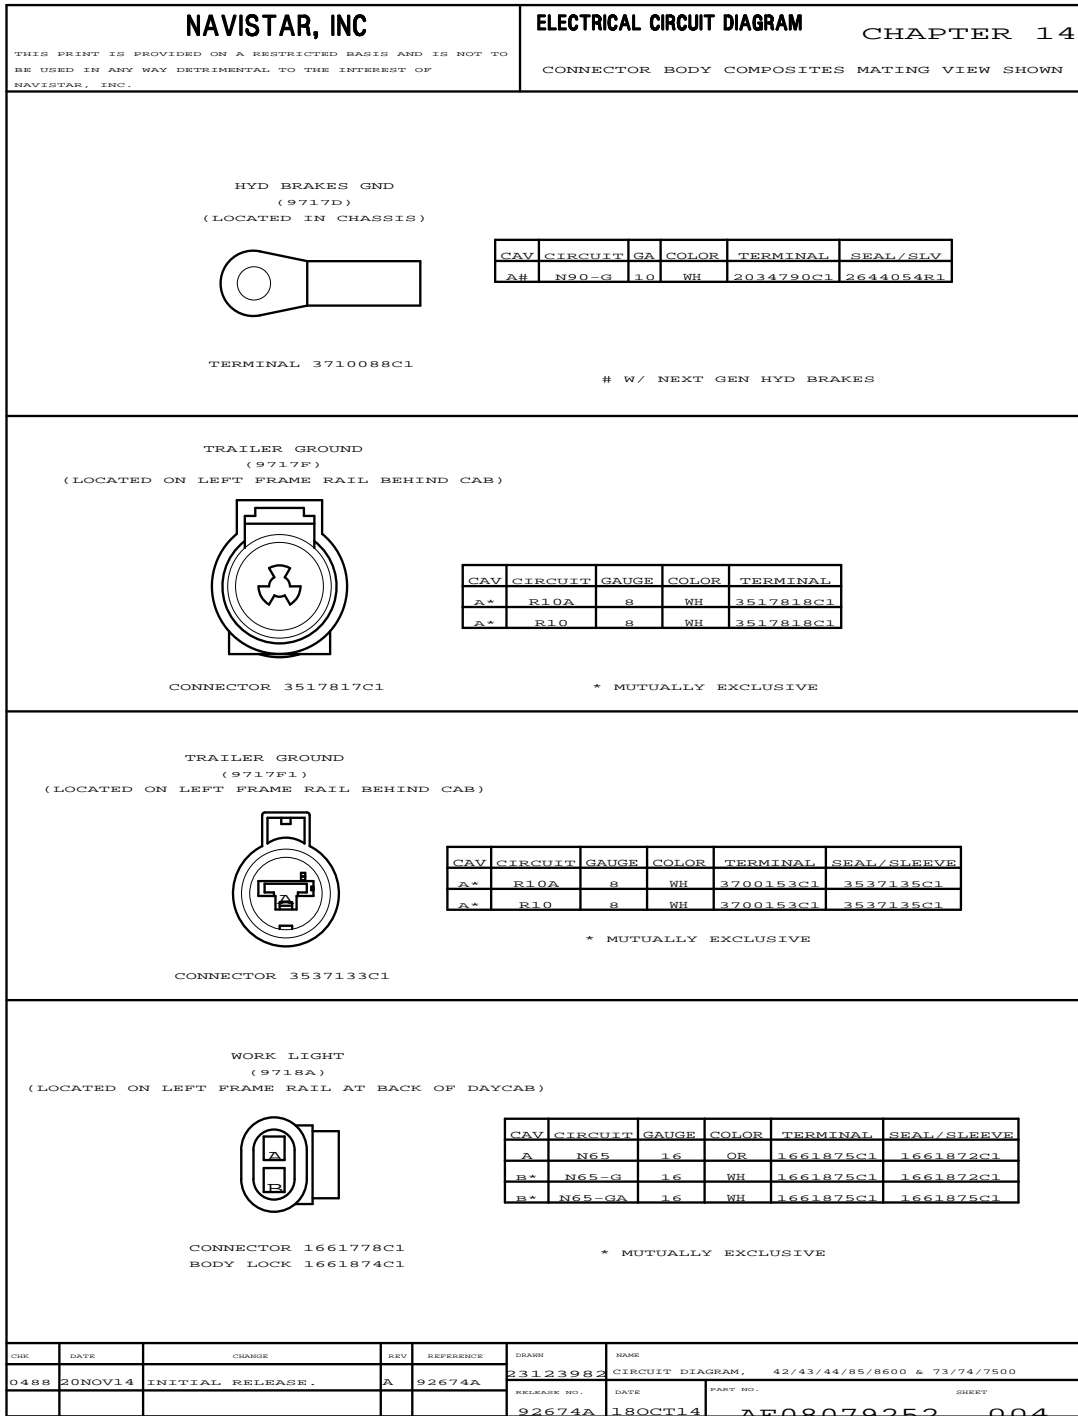 NAVISTAR, INC
THIS PRINT IS PROVIDED ON A RESTRICTED BASIS AND IS NOT TO
BE USED IN ANY WAY DETRIMENTAL TO THE INTEREST OF
NAVISTAR, INC.
ELECTRICAL CIRCUIT DIAGRAM CHAPTER 14
CONNECTOR BODY COMPOSITES MATING VIEW SHOWN
HYD BRAKES GND
(9717D)
(LOCATED IN CHASSIS)
CAV CIRCUIT GA COLOR TERMINAL SEAL/SLV
A# N90-G 10 WH 2034790C1 2644054R1
TERMINAL 3710088C1
# W/ NEXT GEN HYD BRAKES
TRAILER GROUND
(9717F)
(LOCATED ON LEFT FRAME RAIL BEHIND CAB)
CAV CIRCUIT GAUGE COLOR TERMINAL
A* R10A 8 WH 3517818C1
A* R10 8 WH 3517818C1
CONNECTOR 3517817C1
* MUTUALLY EXCLUSIVE
TRAILER GROUND
(9717F1)
(LOCATED ON LEFT FRAME RAIL BEHIND CAB)
A
CAV CIRCUIT GAUGE COLOR TERMINAL SEAL/SLEEVE
A* R10A 8 WH 3700153C1 3537135C1
A* R10 8 WH 3700153C1 3537135C1
* MUTUALLY EXCLUSIVE
CONNECTOR 3537133C1
WORK LIGHT
(9718A)
(LOCATED ON LEFT FRAME RAIL AT BACK OF DAYCAB)
A
B
CAV CIRCUIT GAUGE COLOR TERMINAL SEAL/SLEEVE
A N65 16 OR 1661875C1 1661872C1
B* N65-G 16 WH 1661875C1 1661872C1
B* N65-GA 16 WH 1661875C1 1661875C1
CONNECTOR 1661778C1
BODY LOCK 1661874C1
* MUTUALLY EXCLUSIVE
CHK DATE CHANGE REV REFERENCE
0488 20NOV14 INITIAL RELEASE. A 92674A
DRAWN
23123982
NAME
CIRCUIT DIAGRAM, 42/43/44/85/8600 & 73/74/7500
RELEASE NO. DATE PART NO. SHEET
92674A 18OCT14 AE08079252 004